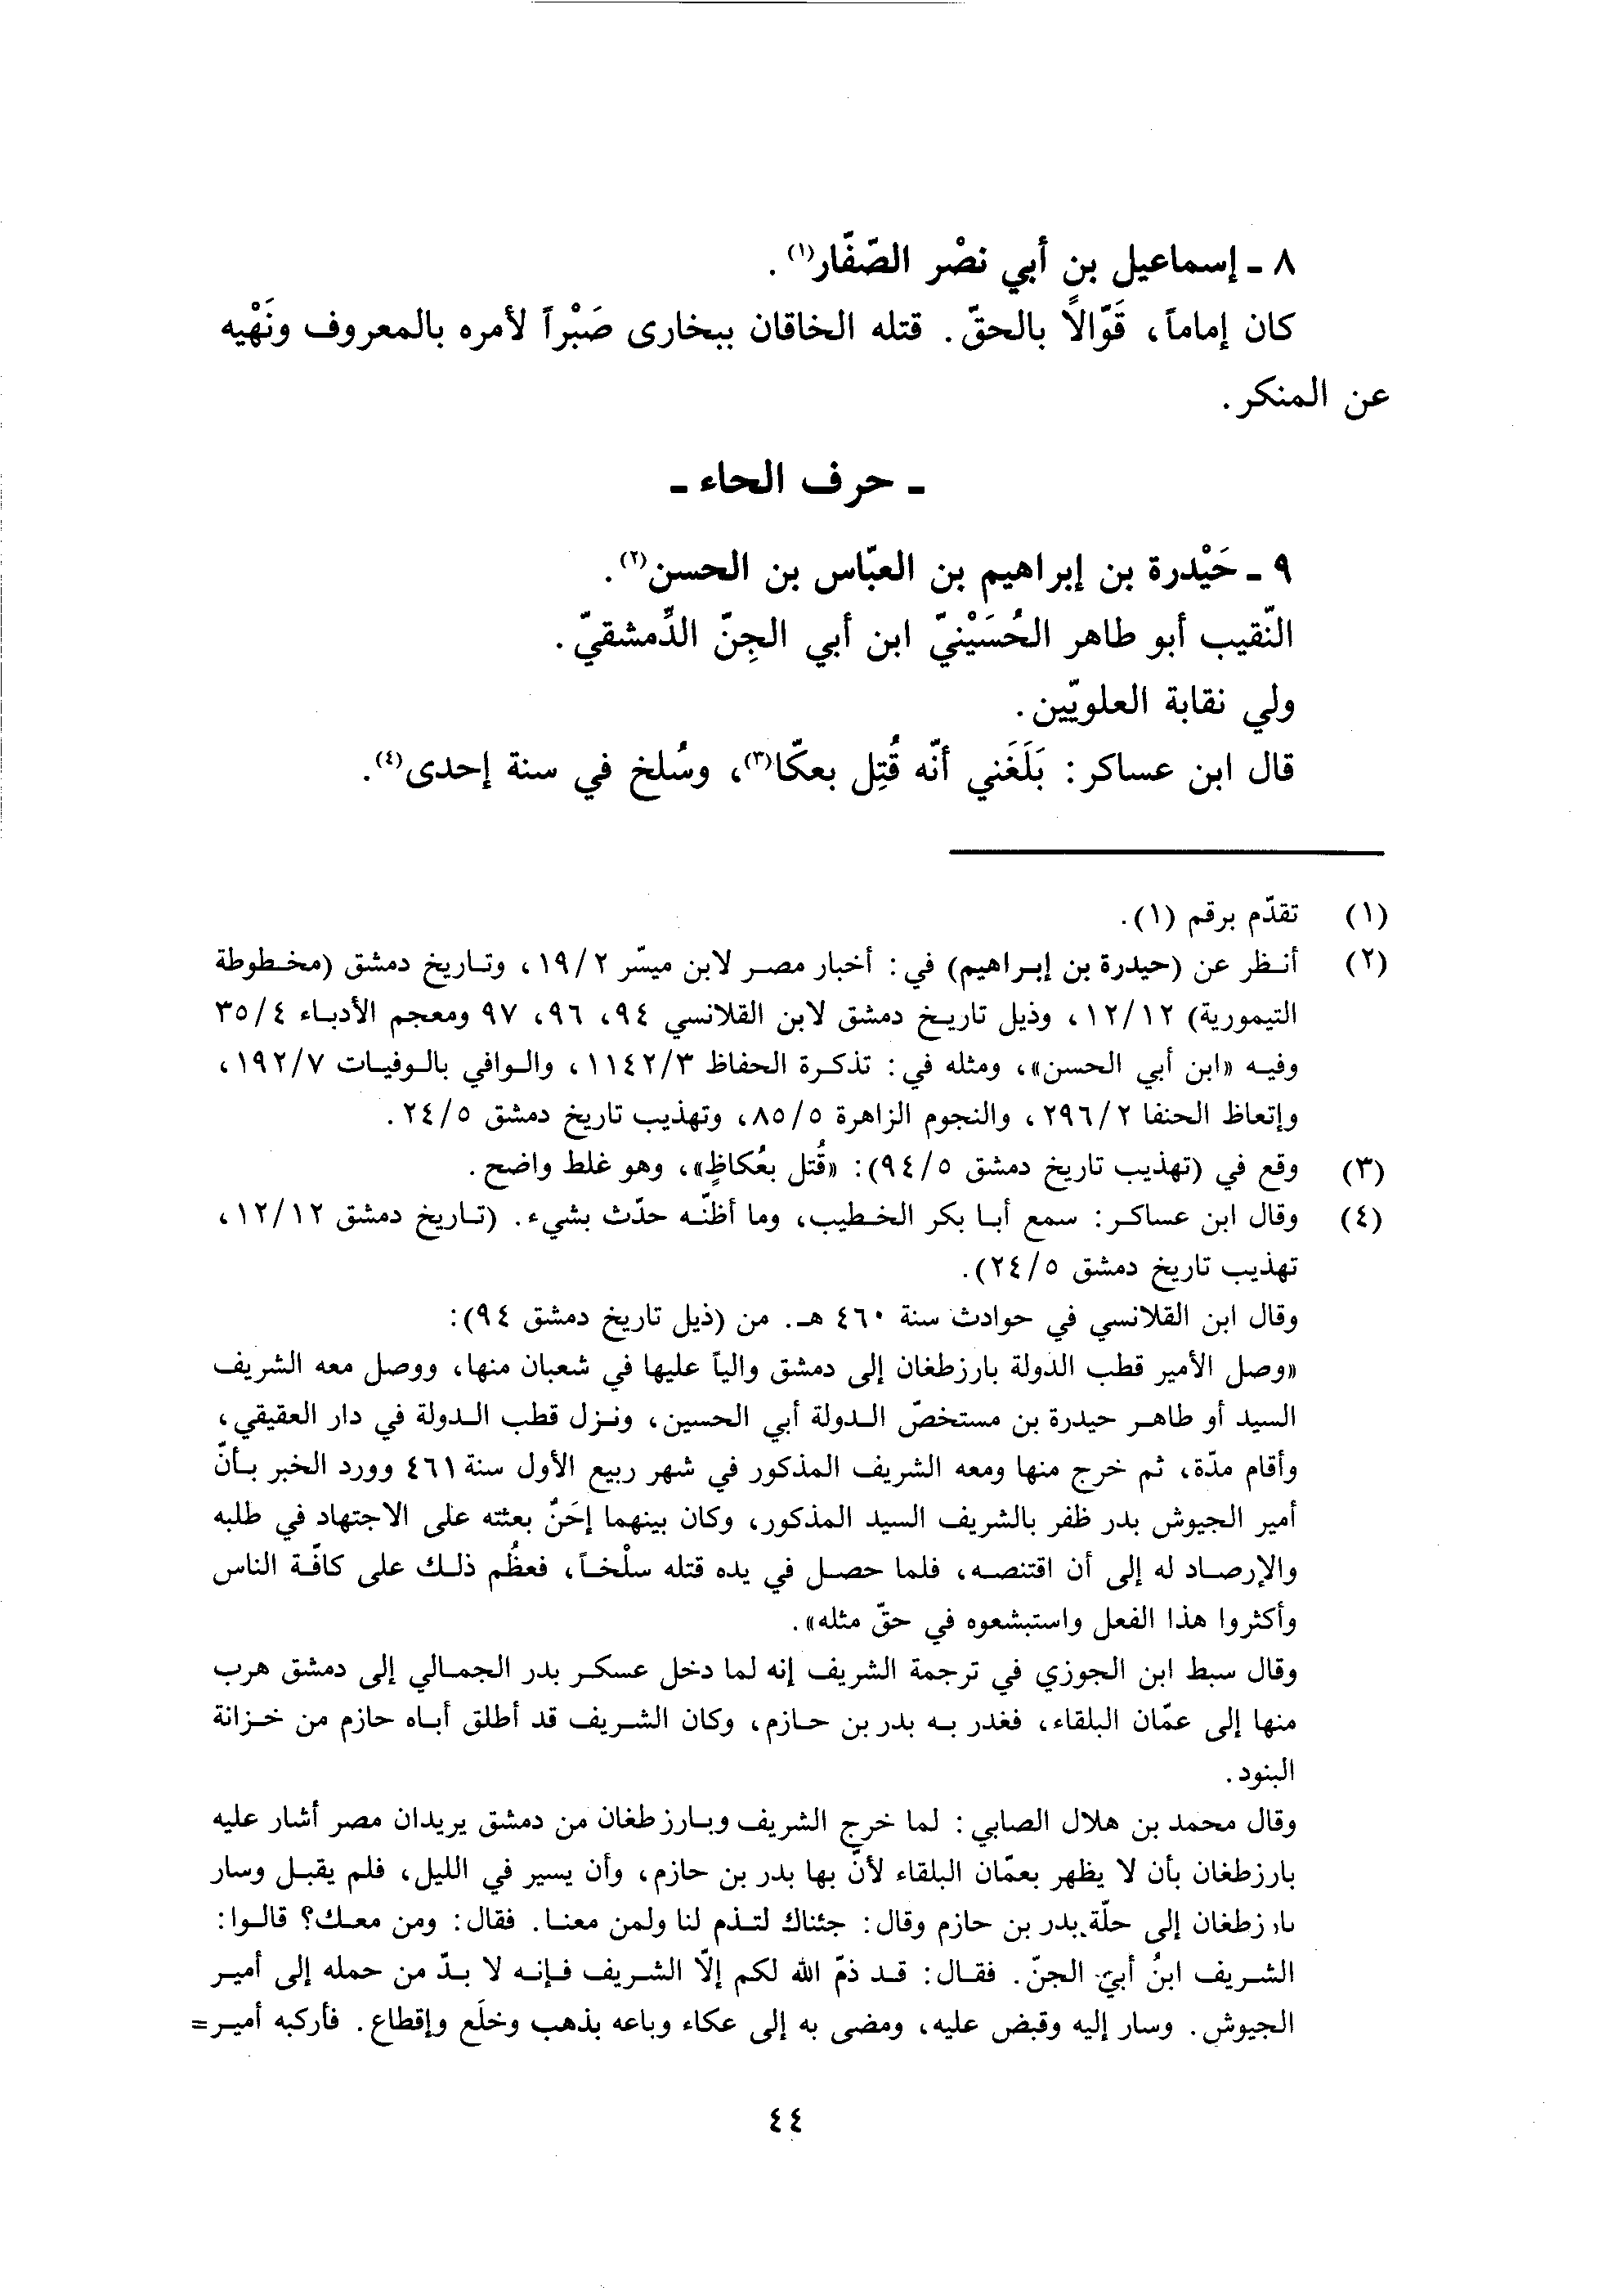 ٨ - إسماعيل بن أبي نصْر الصّفّار(١).
كان إماماً، قَوّالاً بالحقّ. قتله الخاقان ببخارى صَبْراً لأمره بالمعروف ونَهْيه
عن المنكر.
- حرف الحاء -
٩ - حَيْدرة بن إبراهيم بن العبّاس بن الحسن(٢).
النّقيب أبو طاهر الحُسَيْنيّ ابن أبي الجِنّ الدِّمشقيّ.
ولي نقابة العلويّين.
قال ابن عساكر: بَلَغَني أنّه قُتِل بعكّا(٣)، وسُلخ في سنة إحدى(٤).
(١) تقدّم برقم (١).
(٢) أنظر عن (حيدرة بن إبراهيم) في: أخبار مصر لابن ميسّر ١٩/٢، وتاريخ دمشق (مخطوطة
التيمورية) ١٢/١٢، وذيل تاريخ دمشق لابن القلانسي ٩٤، ٩٦، ٩٧ ومعجم الأدباء ٣٥/٤
وفيه «ابن أبي الحسن»، ومثله في: تذكرة الحفاظ ١١٤٢/٣، والوافي بالوفيات ١٩٢/٧،
وإتعاظ الحنفا ٢٩٦/٢، والنجوم الزاهرة ٨٥/٥، وتهذيب تاريخ دمشق ٢٤/٥.
(٣) وقع في (تهذيب تاريخ دمشق ٩٤/٥): «قُتل بعُكاظٍ»، وهو غلط واضح.
(٤) وقال ابن عساكر: سمع أبا بكر الخطيب، وما أظنّه حدّث بشيء. (تاريخ دمشق ١٢/١٢،
تهذيب تاريخ دمشق ٢٤/٥).
وقال ابن القلانسي في حوادث سنة ٤٦٠ هـ. من (ذيل تاريخ دمشق ٩٤):
«وصل الأمير قطب الدولة بارزطغان إلى دمشق والياً عليها في شعبان منها، ووصل معه الشريف
السيد أو طاهر حيدرة بن مستخصّ الدولة أبي الحسين، ونزل قطب الدولة في دار العقيقي،
وأقام مدّة، ثم خرج منها ومعه الشريف المذكور في شهر ربيع الأول سنة ٤٦١ وورد الخبر بأنّ
أمير الجيوش بدر ظفر بالشريف السيد المذكور، وكان بينهما إحَنٌ بعثته على الاجتهاد في طلبه
والإرصاد له إلى أن اقتنصه، فلما حصل في يده قتله سلْخاً، فعظُم ذلك على كافّة الناس
وأكثروا هذا الفعل واستبشعوه في حقّ مثله».
وقال سبط ابن الجوزي في ترجمة الشريف إنه لما دخل عسكر بدر الجمالي إلى دمشق هرب
منها إلى عمّان البلقاء، فغدر به بدر بن حازم، وكان الشريف قد أطلق أباه حازم من خزانة
البنود.
وقال محمد بن هلال الصابي: لما خرج الشريف وبارزطغان من دمشق يريدان مصر أشار عليه
بارزطغان بأن لا يظهر بعمّان البلقاء لأنّ بها بدر بن حازم، وأن يسير في الليل، فلم يقبل وسار
بارزطغان إلى حلّة بدر بن حازم وقال: جئناك لتذم لنا ولمن معنا. فقال: ومن معك؟ قالوا:
الشريف ابنُ أبي الجنّ. فقال: قد ذمّ الله لكم إلّا الشريف فإنه لا بدّ من حمله إلى أمير
الجيوش. وسار إليه وقبض عليه، ومضى به إلى عكاء وباعه بذهب وخلَع وإقطاع. فأركبه أمير =
٤٤